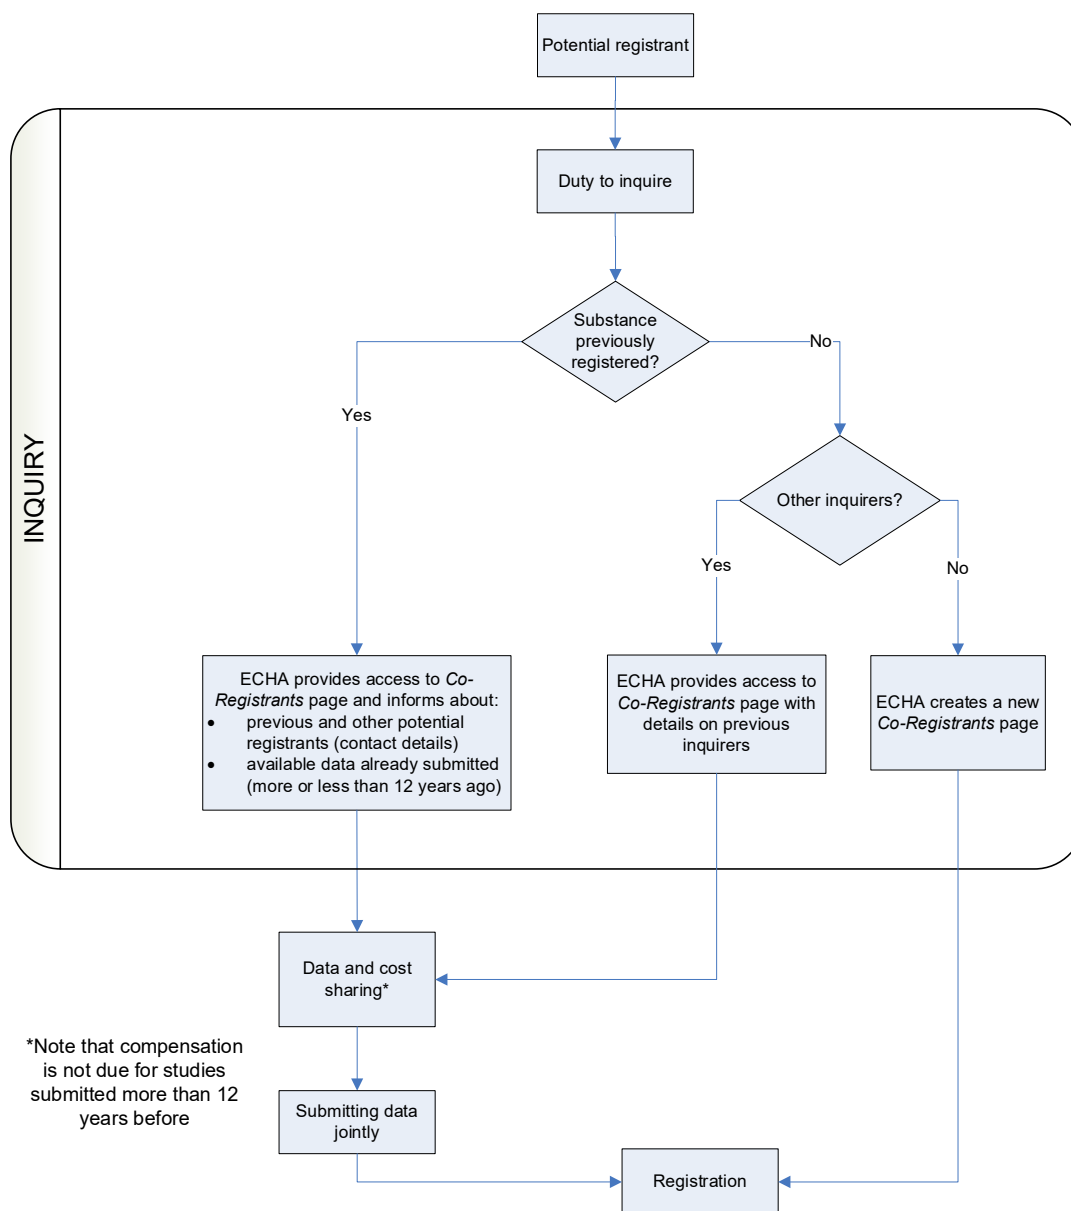 Potential registrant
INQUIRY
Duty to inquire
Substance
previously
registered?
No
Yes
Other inquirers?
Yes
No
ECHA provides access to Co-
Registrants page and informs about:
• previous and other potential
registrants (contact details)
• available data already submitted
(more or less than 12 years ago)
ECHA provides access to
Co-Registrants page with
details on previous
inquirers
ECHA creates a new
Co-Registrants page
Data and cost
sharing*
*Note that compensation
is not due for studies
submitted more than 12
years before
Submitting data
jointly
Registration